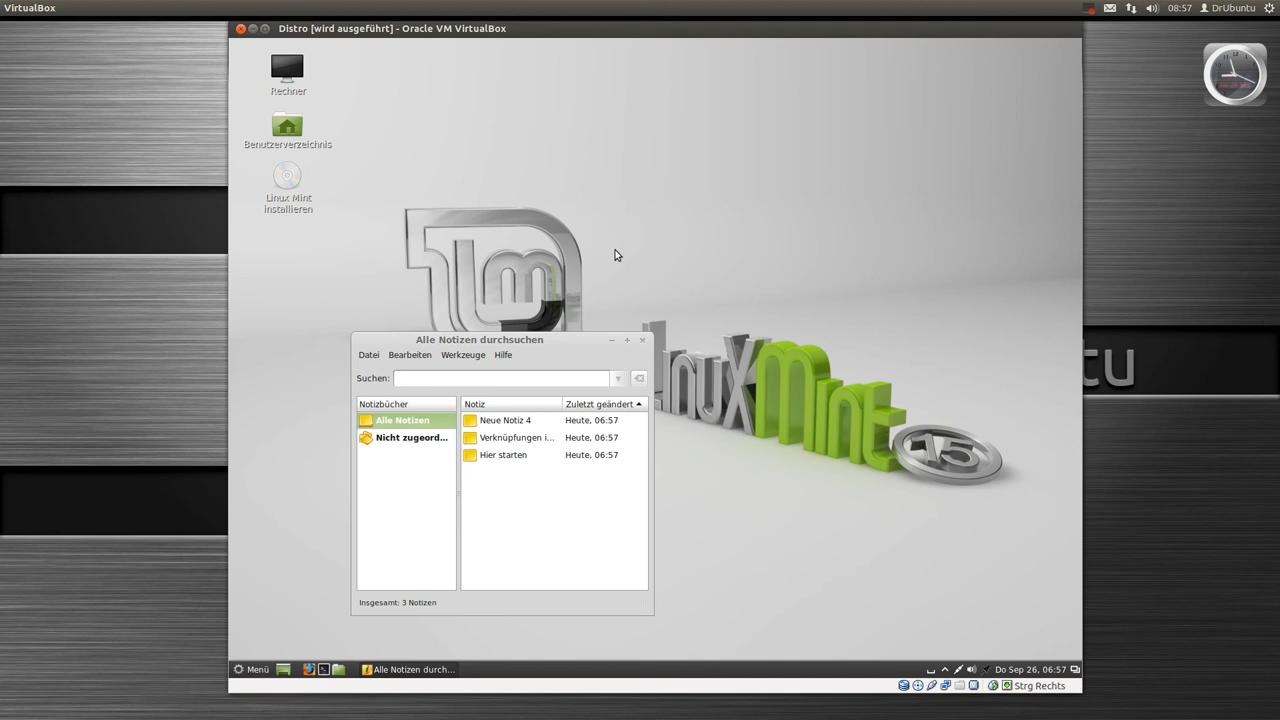 VirtualBox
08:57
DrUbuntu
Distro [wird ausgeführt] - Oracle VM VirtualBox
Rechner
Benutzerverzeichnis
Linux Mint
installieren
LinuxMint
15
tu
Alle Notizen durchsuchen
Datei Bearbeiten Werkzeuge Hilfe
Suchen:
Notizbücher
Notiz Zuletzt geändert
Alle Notizen
Nicht zugeord...
Neue Notiz 4 Heute, 06:57
Verknüpfungen i... Heute, 06:57
Hier starten Heute, 06:57
Insgesamt: 3 Notizen
Menü
Alle Notizen durch...
Do Sep 26, 06:57
Strg Rechts